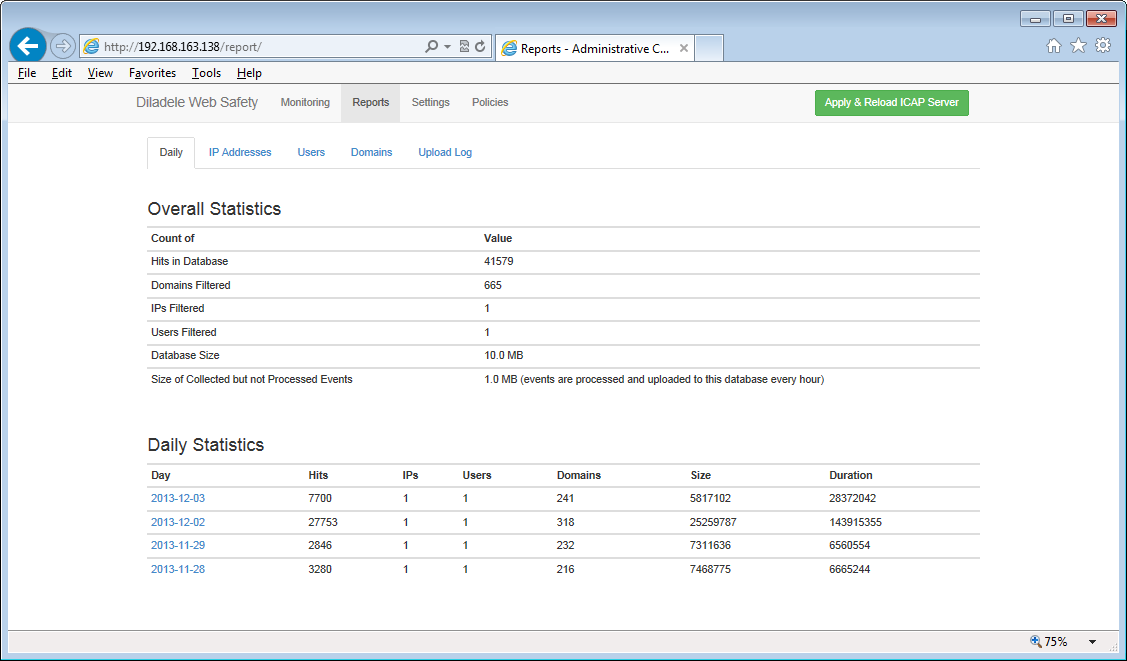 http://192.168.163.138/report/
Reports - Administrative C...
File Edit View Favorites Tools Help
Diladele Web Safety Monitoring Reports Settings Policies Apply & Reload ICAP Server
Daily IP Addresses Users Domains Upload Log
Overall Statistics
Count of Value
Hits in Database 41579
Domains Filtered 665
IPs Filtered 1
Users Filtered 1
Database Size 10.0 MB
Size of Collected but not Processed Events 1.0 MB (events are processed and uploaded to this database every hour)
Daily Statistics
Day Hits IPs Users Domains Size Duration
2013-12-03 7700 1 1 241 5817102 28372042
2013-12-02 27753 1 1 318 25259787 143915355
2013-11-29 2846 1 1 232 7311636 6560554
2013-11-28 3280 1 1 216 7468775 6665244
75%